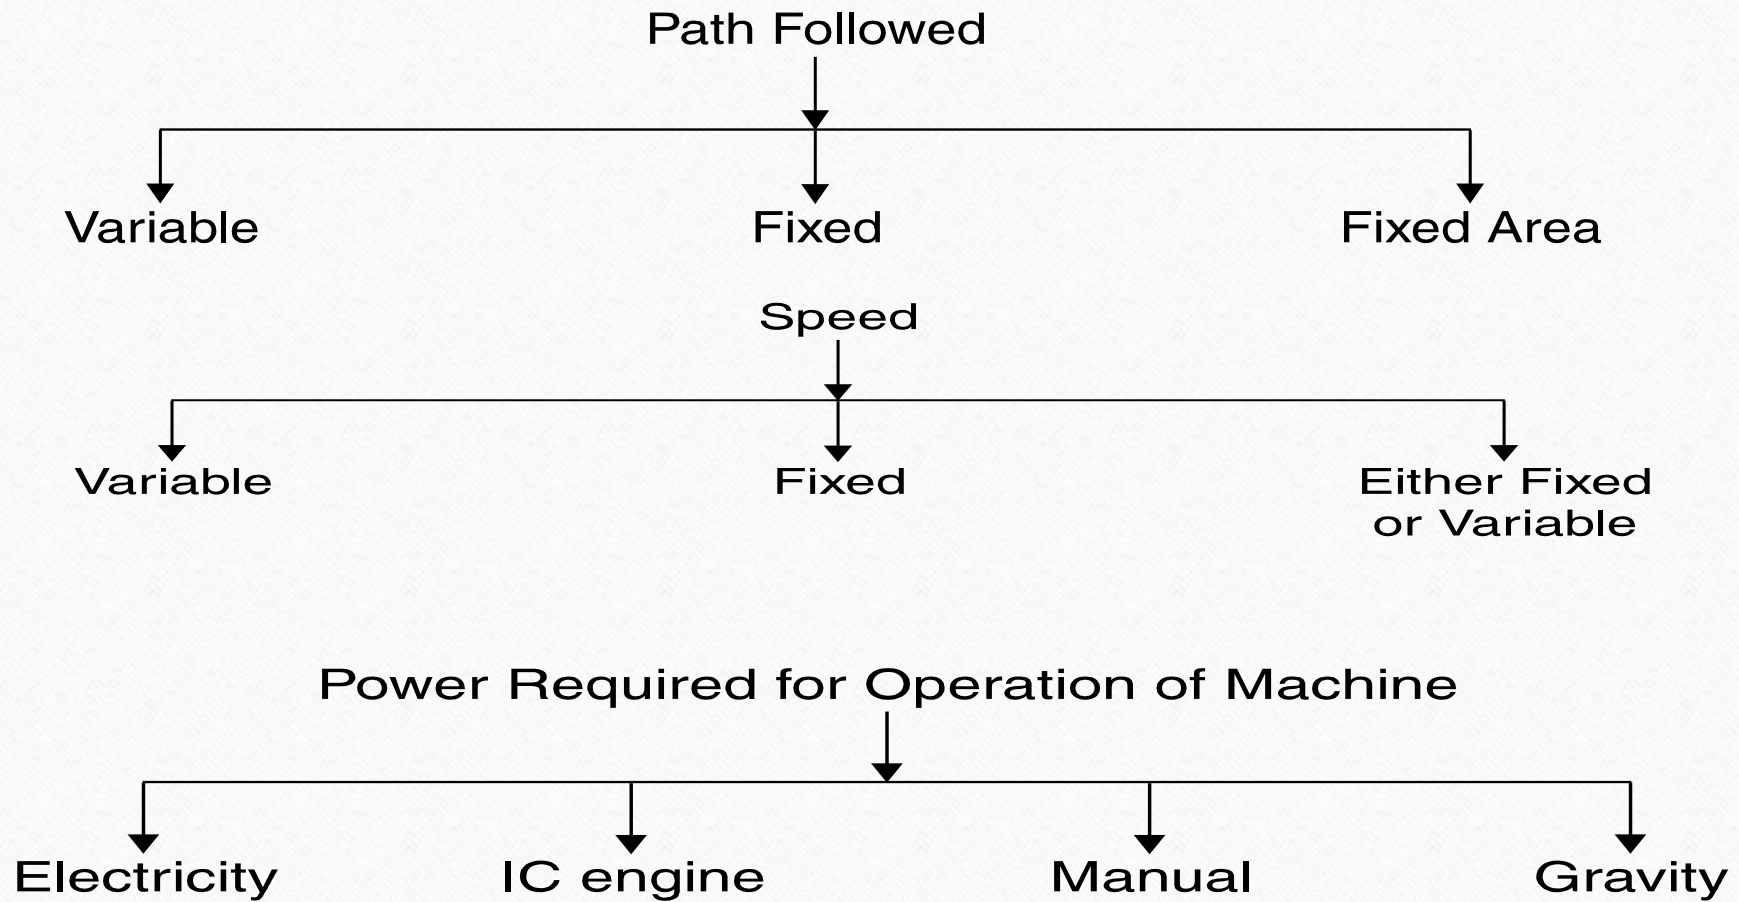 Path Followed
Variable
Fixed
Fixed Area
Speed
Variable
Fixed
Either Fixed
or Variable
Power Required for Operation of Machine
Electricity
IC engine
Manual
Gravity